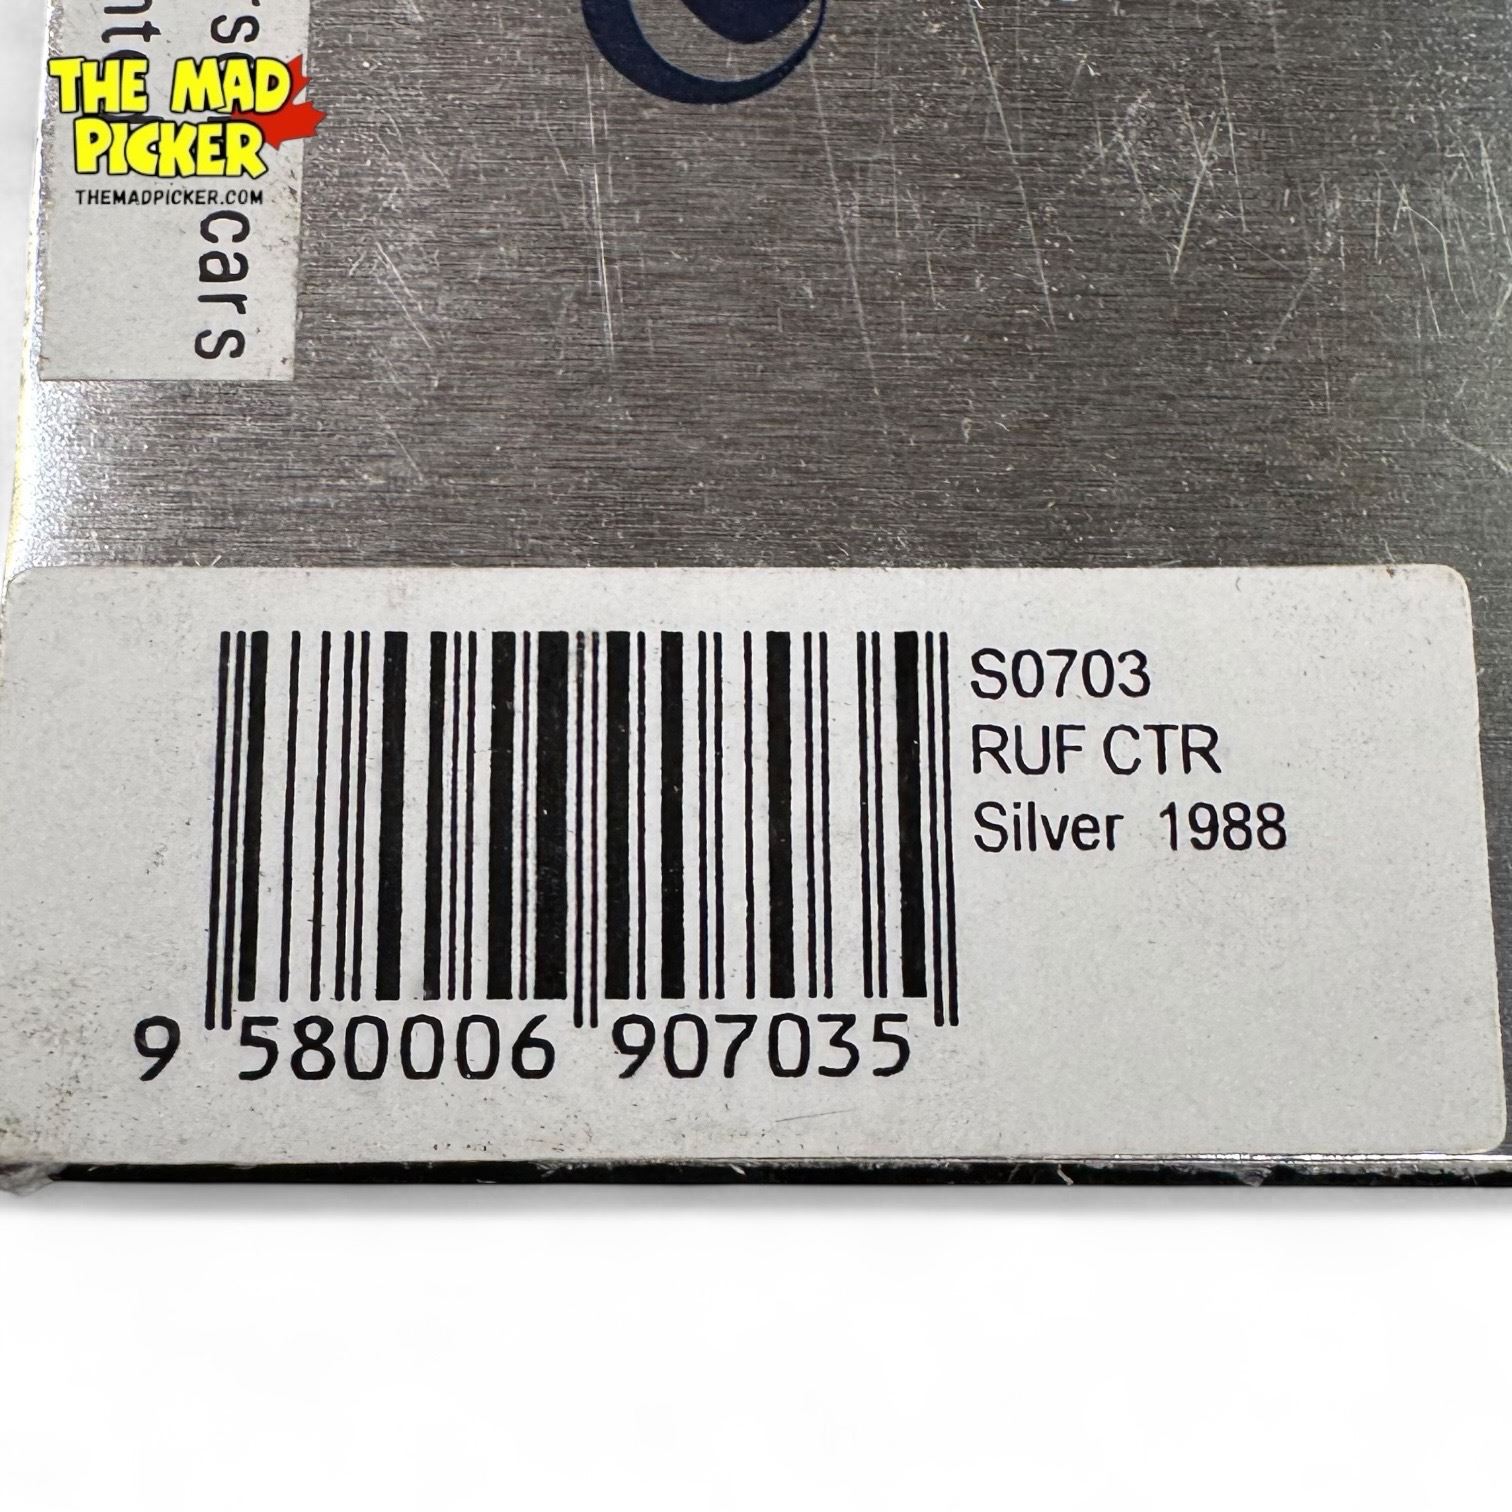 THE MAD
PICKER
THEMADPICKER.COM
cars
S0703
RUF CTR
Silver 1988
9 580006 907035